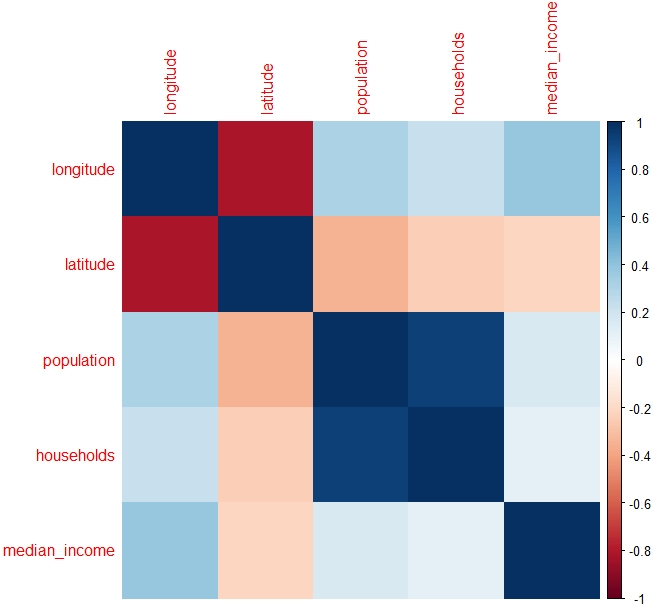 longitude
latitude
population
households
median_income
longitude
latitude
population
households
median_income
1
0.8
0.6
0.4
0.2
0
-0.2
-0.4
-0.6
-0.8
-1